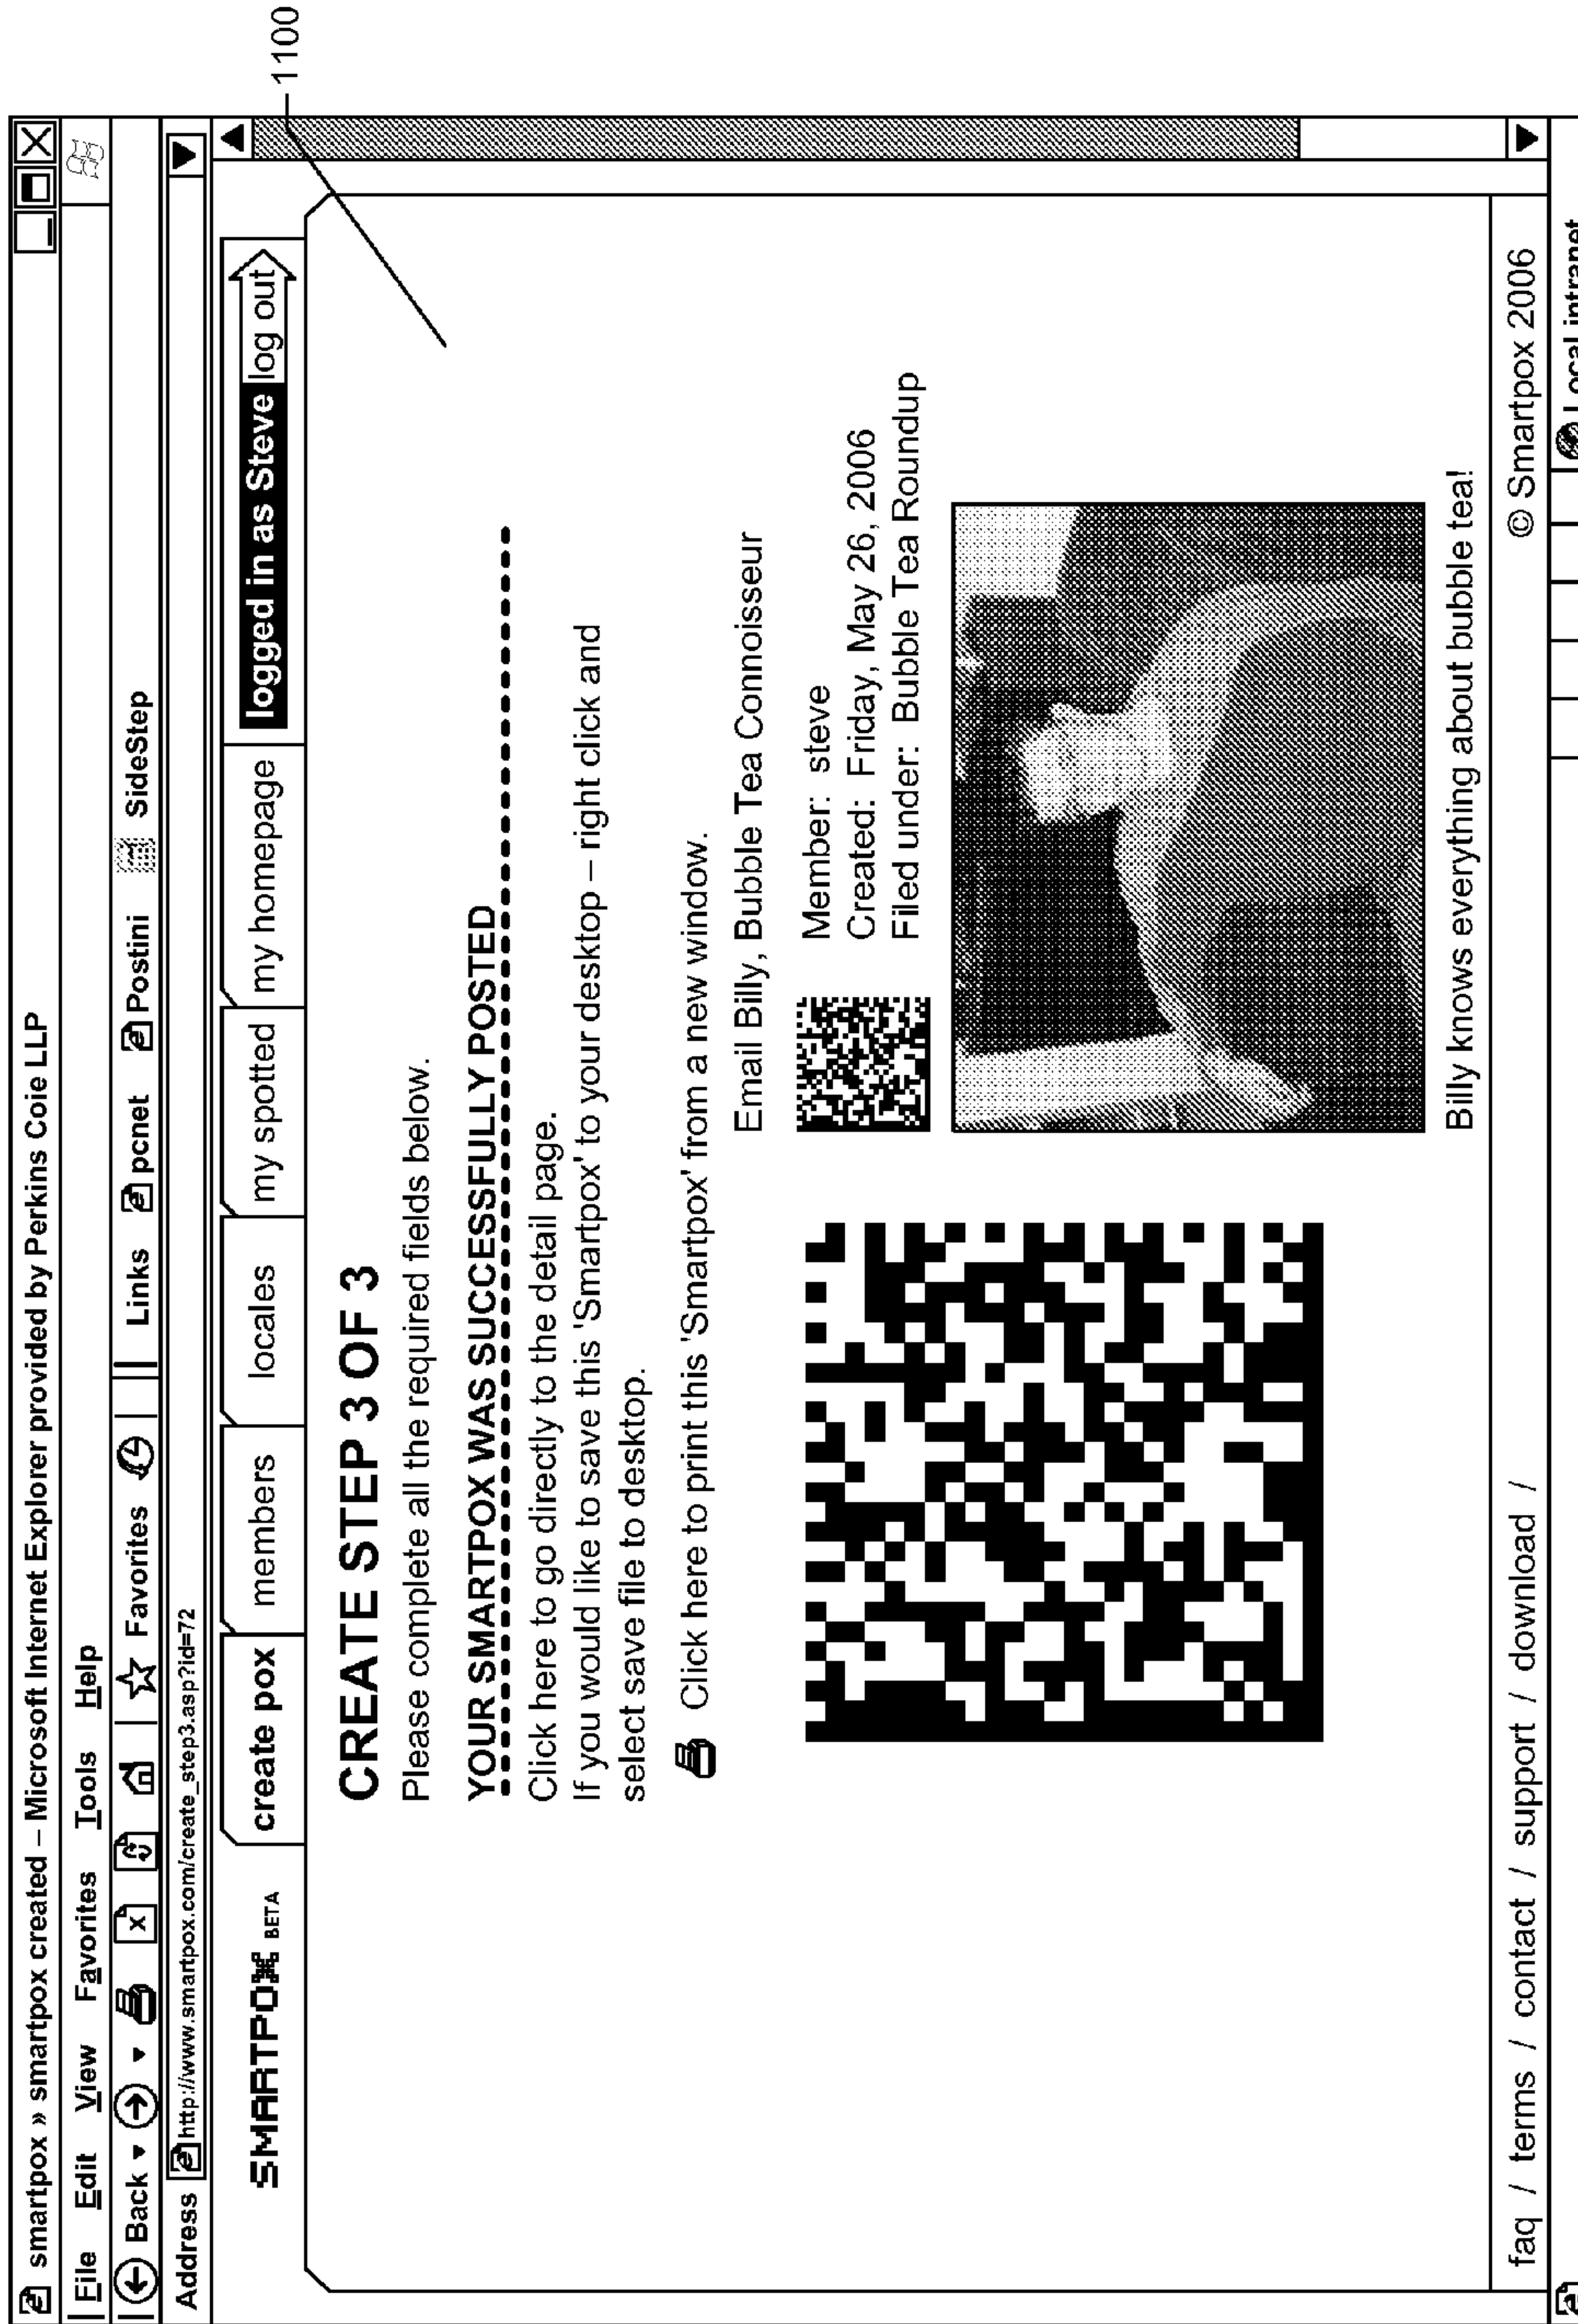 smartpox » smartpox created – Microsoft Internet Explorer provided by Perkins Coie LLP
File Edit View Favorites Tools Help
Back Favorites Links pcnet Postini SideStep
Address http://www.smartpox.com/create_step3.asp?id=72
SMARTPOX BETA create pox members locales my spotted my homepage logged in as Steve log out
1100
CREATE STEP 3 OF 3
Please complete all the required fields below.
YOUR SMARTPOX WAS SUCCESSFULLY POSTED
Click here to go directly to the detail page.
If you would like to save this 'Smartpox' to your desktop – right click and
select save file to desktop.
Click here to print this 'Smartpox' from a new window.
Email Billy, Bubble Tea Connoisseur
Member: steve
Created: Friday, May 26, 2006
Filed under: Bubble Tea Roundup
Billy knows everything about bubble tea!
faq / terms / contact / support / download / © Smartpox 2006
Local intranet